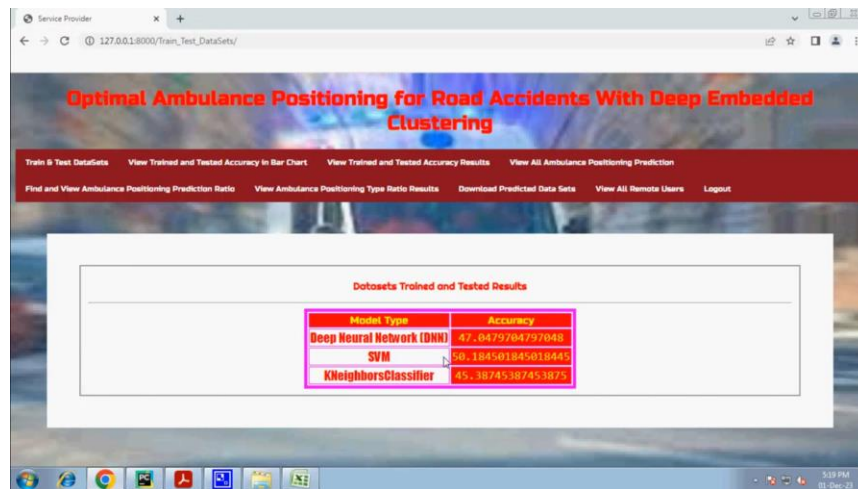 Service Provider
127.0.0.1:8000/Train_Test_DataSets/
Optimal Ambulance Positioning for Road Accidents With Deep Embedded
Clustering
Train & Test DataSets View Trained and Tested Accuracy in Bar Chart View Trained and Tested Accuracy Results View All Ambulance Positioning Prediction
Find and View Ambulance Positioning Prediction Ratio View Ambulance Positioning Type Ratio Results Download Predicted Data Sets View All Remote Users Logout
Datasets Trained and Tested Results
Model Type Accuracy
Deep Neural Network (DNN) 47.0479704797048
SVM 50.184501845018445
KNeighborsClassifier 45.38745387453875
5:19 PM
01-Dec-23